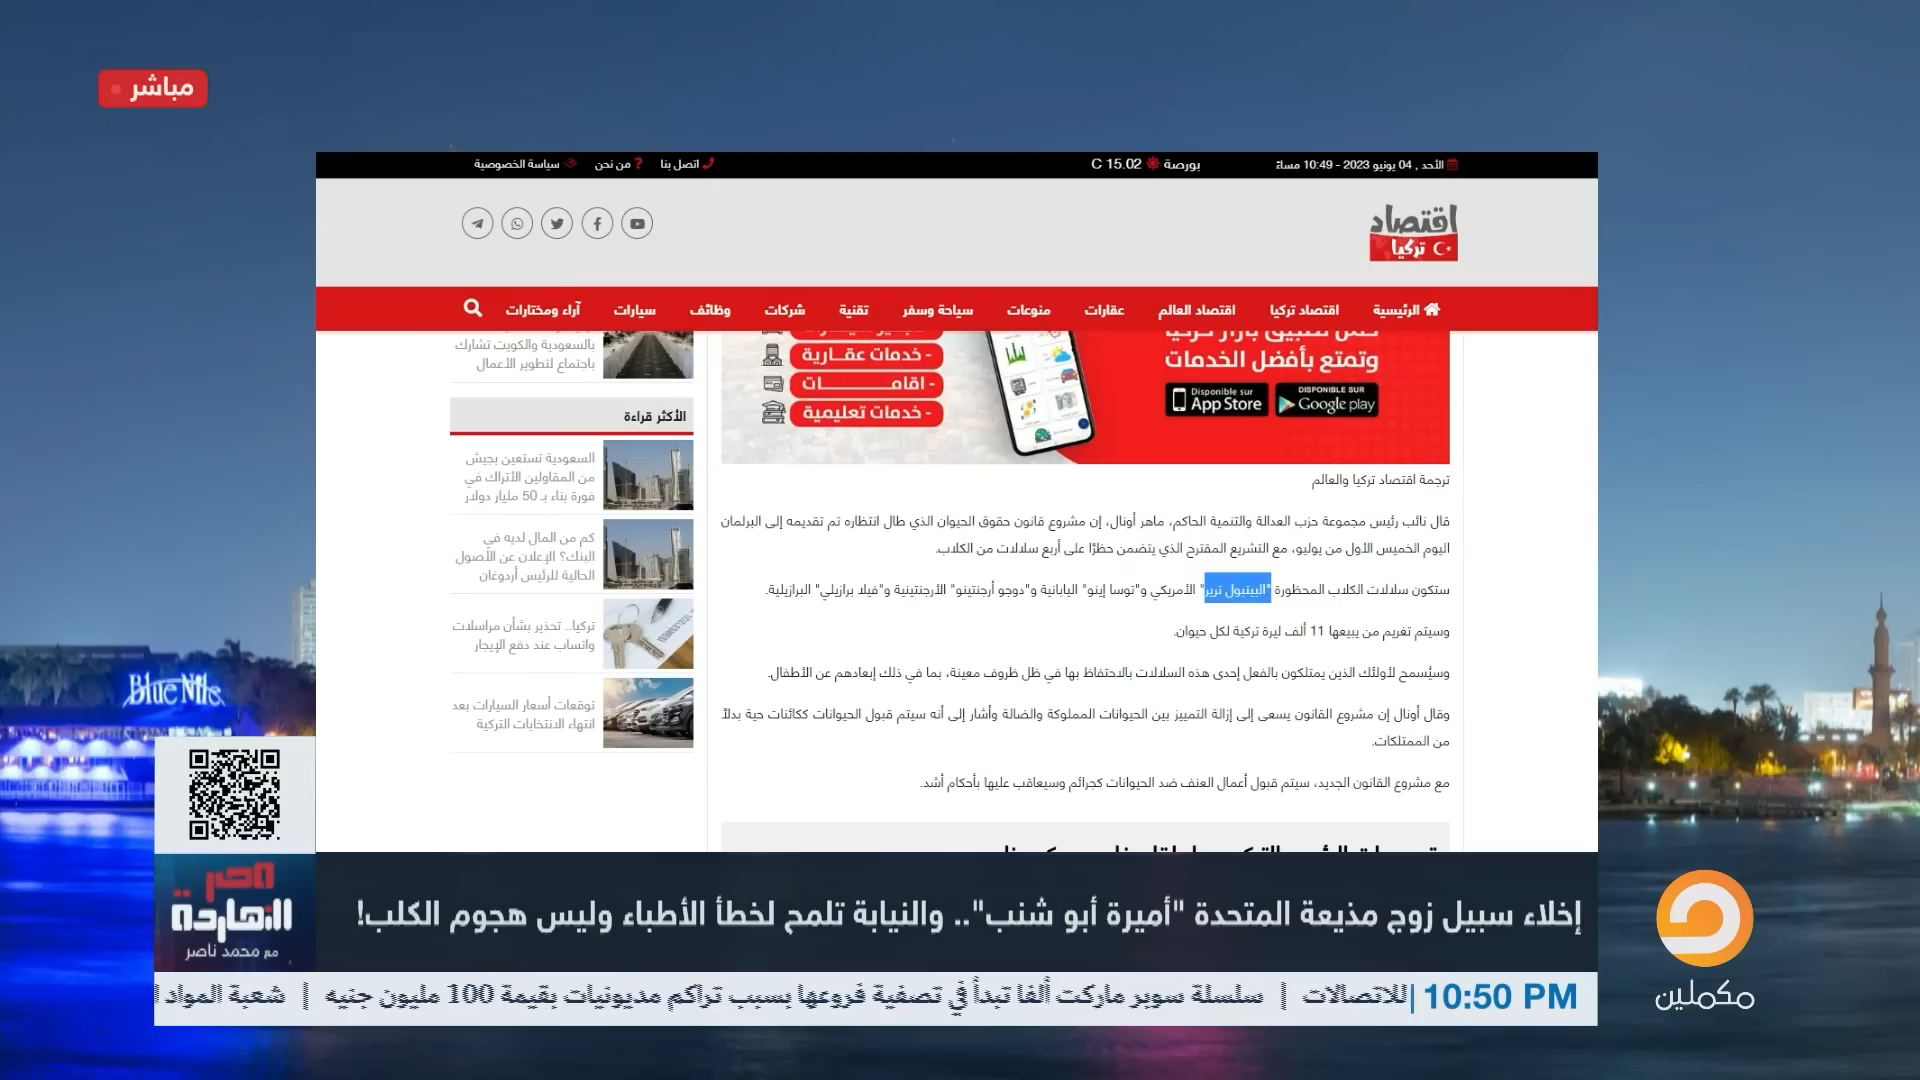 مباشر
الأحد , 04 يونيو 2023 - 10:49 مساءً
بورصة 15.02 C
اتصل بنا
من نحن
سياسة الخصوصية
اقتصاد
تركيا
الرئيسية
اقتصاد تركيا
اقتصاد العالم
عقارات
منوعات
سياحة وسفر
تقنية
شركات
وظائف
سيارات
آراء ومختارات
وتمتع بأفضل الخدمات
Disponible sur
App Store
DISPONIBLE SUR
Google play
- خدمات عقـــارية
- اقامـــــــــات
- خدمات تعليمية
بالسعودية والكويت تشارك
باجتماع لتطوير الأعمال
الأكثر قراءة
السعودية تستعين بجيش
من المقاولين الأتراك في
فورة بناء بـ 50 مليار دولار
كم من المال لديه في
البنك؟ الإعلان عن الأصول
الحالية للرئيس أردوغان
تركيا.. تحذير بشأن مراسلات
واتساب عند دفع الإيجار
توقعات أسعار السيارات بعد
انتهاء الانتخابات التركية
ترجمة اقتصاد تركيا والعالم
قال نائب رئيس مجموعة حزب العدالة والتنمية الحاكم، ماهر أونال، إن مشروع قانون حقوق الحيوان الذي طال انتظاره تم تقديمه إلى البرلمان
اليوم الخميس الأول من يوليو، مع التشريع المقترح الذي يتضمن حظرًا على أربع سلالات من الكلاب.
ستكون سلالات الكلاب المحظورة "البيتبول ترير" الأمريكي و"توسا إينو" اليابانية و"دوجو أرجنتينو" الأرجنتينية و"فيلا برازيلي" البرازيلية.
وسيتم تغريم من يبيعها 11 ألف ليرة تركية لكل حيوان.
وسيُسمح لأولئك الذين يمتلكون بالفعل إحدى هذه السلالات بالاحتفاظ بها في ظل ظروف معينة، بما في ذلك إبعادهم عن الأطفال.
وقال أونال إن مشروع القانون يسعى إلى إزالة التمييز بين الحيوانات المملوكة والضالة وأشار إلى أنه سيتم قبول الحيوانات ككائنات حية بدلاً
من الممتلكات.
مع مشروع القانون الجديد، سيتم قبول أعمال العنف ضد الحيوانات كجرائم وسيعاقب عليها بأحكام أشد.
Blue Nile
مصر
النهاردة
مع محمد ناصر
إخلاء سبيل زوج مذيعة المتحدة "أميرة أبو شنب".. والنيابة تلمح لخطأ الأطباء وليس هجوم الكلب!
10:50 PM
للاتصالات | سلسلة سوبر ماركت ألفا تبدأ في تصفية فروعها بسبب تراكم مديونيات بقيمة 100 مليون جنيه | شعبة المواد
مكملين